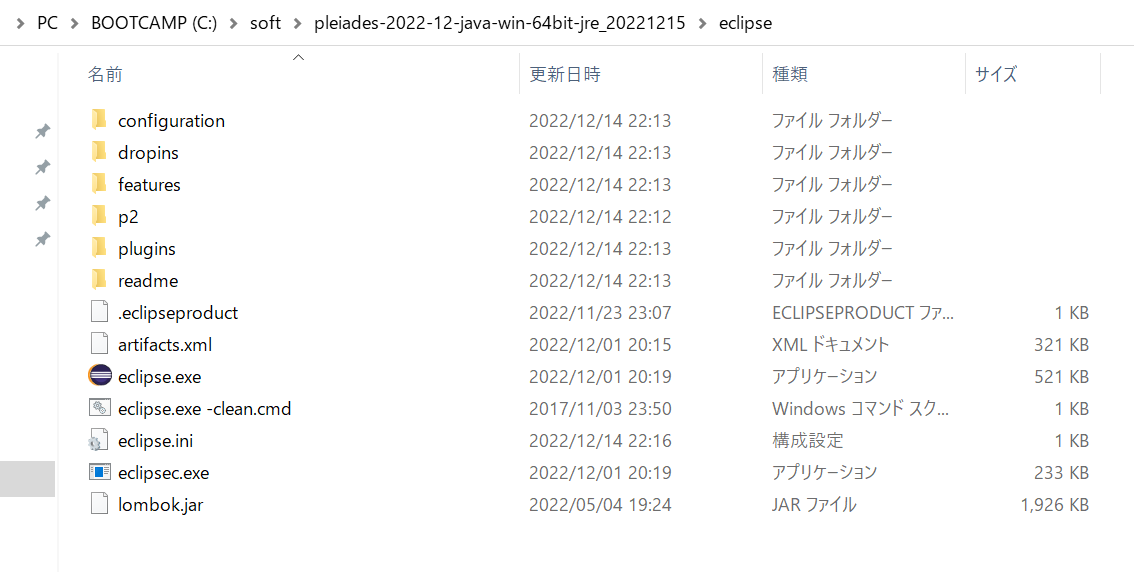 PC BOOTCAMP (C:) soft pleiades-2022-12-java-win-64bit-jre_20221215 eclipse
名前 更新日時 種類 サイズ
configuration 2022/12/14 22:13 ファイル フォルダー
dropins 2022/12/14 22:13 ファイル フォルダー
features 2022/12/14 22:13 ファイル フォルダー
p2 2022/12/14 22:12 ファイル フォルダー
plugins 2022/12/14 22:13 ファイル フォルダー
readme 2022/12/14 22:13 ファイル フォルダー
.eclipseproduct 2022/11/23 23:07 ECLIPSEPRODUCT ファ... 1 KB
artifacts.xml 2022/12/01 20:15 XML ドキュメント 321 KB
eclipse.exe 2022/12/01 20:19 アプリケーション 521 KB
eclipse.exe -clean.cmd 2017/11/03 23:50 Windows コマンド スク... 1 KB
eclipse.ini 2022/12/14 22:16 構成設定 1 KB
eclipsec.exe 2022/12/01 20:19 アプリケーション 233 KB
lombok.jar 2022/05/04 19:24 JAR ファイル 1,926 KB